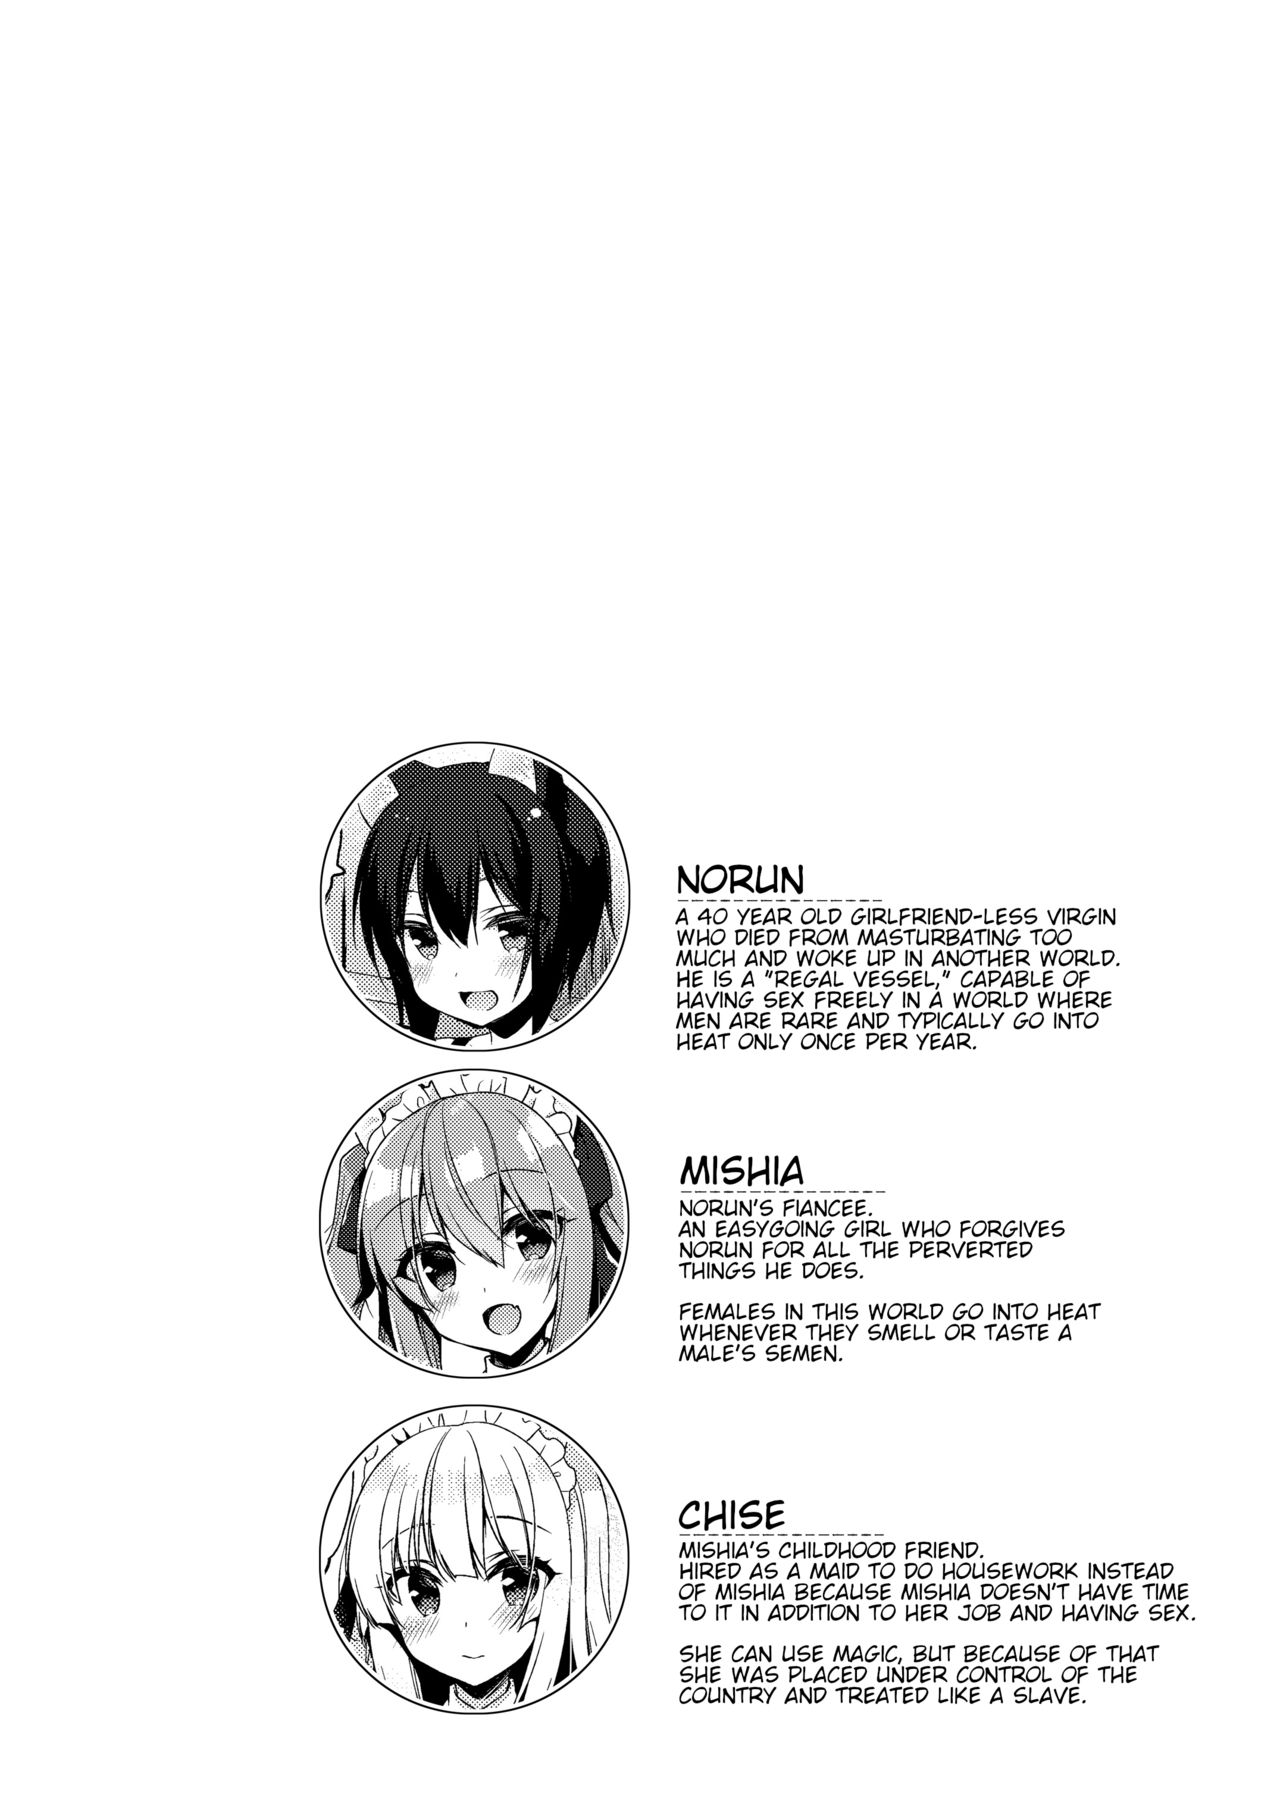 NORUN
A 40 YEAR OLD GIRLFRIEND-LESS VIRGIN
WHO DIED FROM MASTURBATING TOO
MUCH AND WOKE UP IN ANOTHER WORLD.
HE IS A "REGAL VESSEL," CAPABLE OF
HAVING SEX FREELY IN A WORLD WHERE
MEN ARE RARE AND TYPICALLY GO INTO
HEAT ONLY ONCE PER YEAR.
MISHIA
NORUN'S FIANCEE.
AN EASYGOING GIRL WHO FORGIVES
NORUN FOR ALL THE PERVERTED
THINGS HE DOES.
FEMALES IN THIS WORLD GO INTO HEAT
WHENEVER THEY SMELL OR TASTE A
MALE'S SEMEN.
CHISE
MISHIA'S CHILDHOOD FRIEND.
HIRED AS A MAID TO DO HOUSEWORK INSTEAD
OF MISHIA BECAUSE MISHIA DOESN'T HAVE TIME
TO IT IN ADDITION TO HER JOB AND HAVING SEX.
SHE CAN USE MAGIC, BUT BECAUSE OF THAT
SHE WAS PLACED UNDER CONTROL OF THE
COUNTRY AND TREATED LIKE A SLAVE.